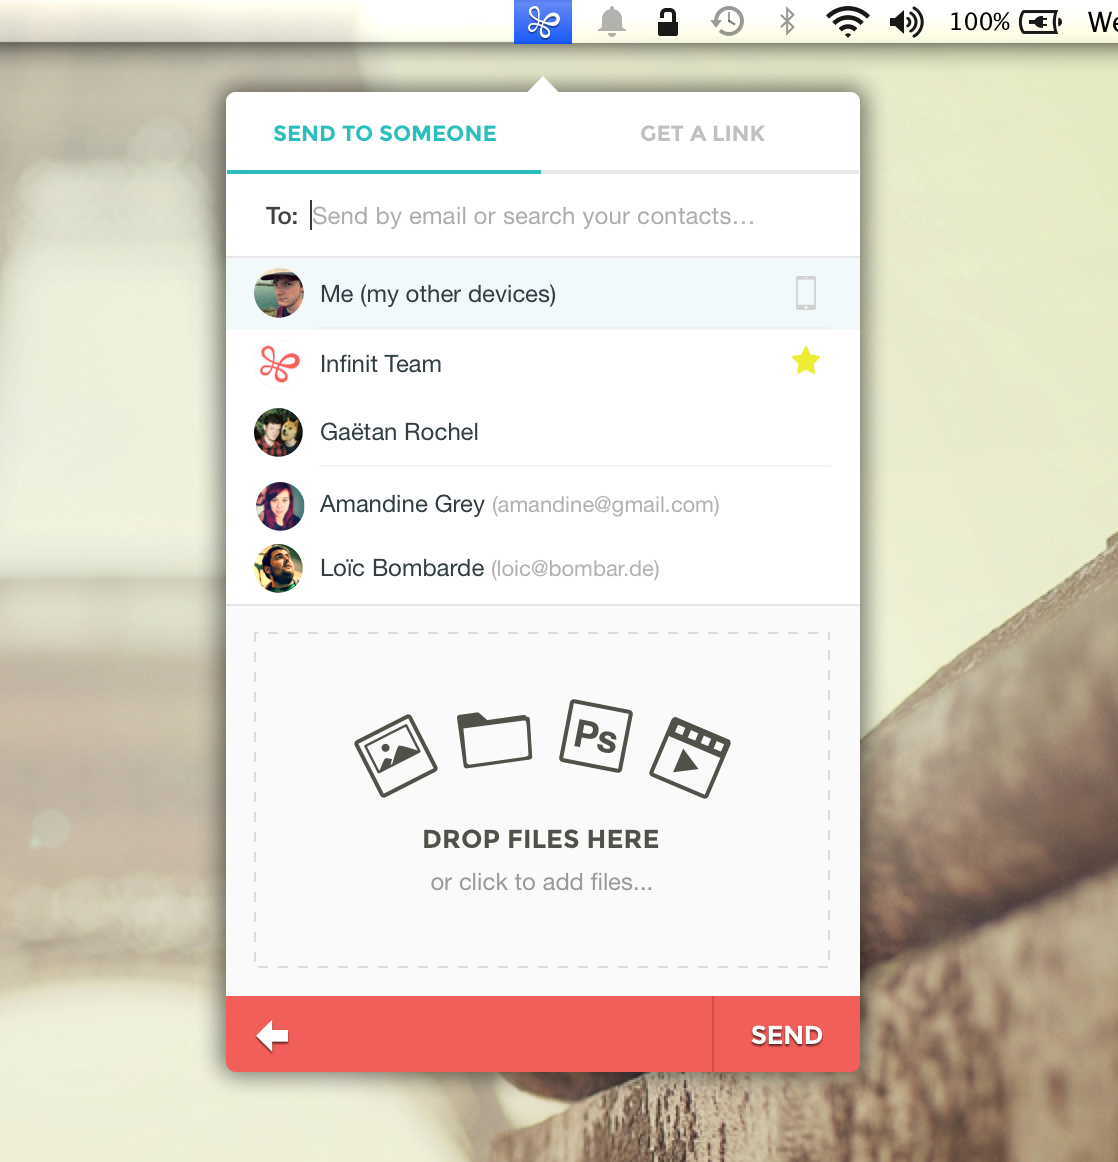 100%
SEND TO SOMEONE
GET A LINK
To: Send by email or search your contacts…
Me (my other devices)
Infinit Team
Gaëtan Rochel
Amandine Grey (amandine@gmail.com)
Loïc Bombarde (loic@bombar.de)
Ps
DROP FILES HERE
or click to add files...
SEND